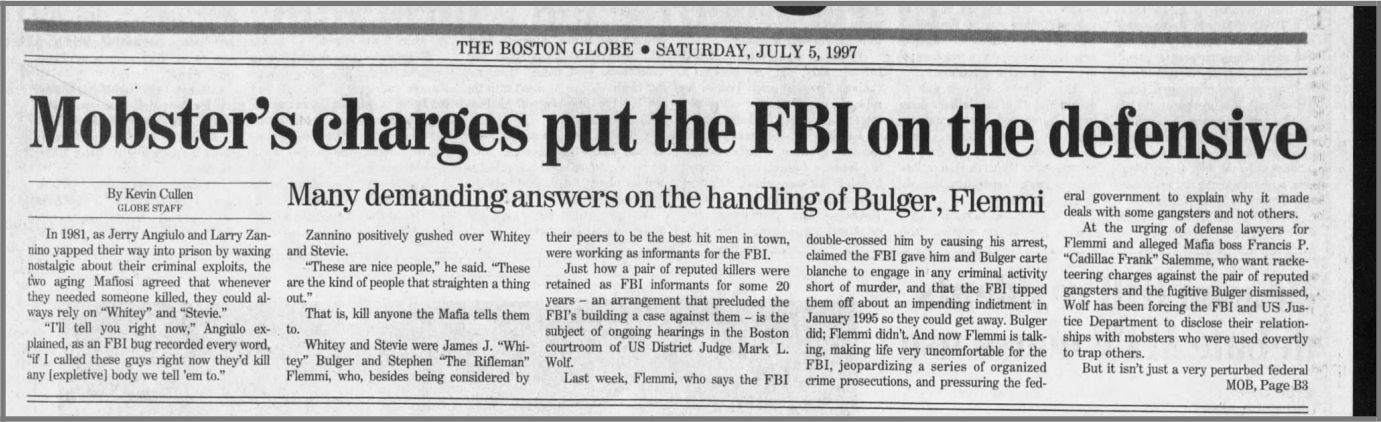 THE BOSTON GLOBE • SATURDAY, JULY 5, 1997
Mobster's charges put the FBI on the defensive
By Kevin Cullen
GLOBE STAFF
Many demanding answers on the handling of Bulger, Flemmi
In 1981, as Jerry Angiulo and Larry Zan-
nino yapped their way into prison by waxing
nostalgic about their criminal exploits, the
two aging Mafiosi agreed that whenever
they needed someone killed, they could al-
ways rely on "Whitey" and "Stevie."
"I'll tell you right now," Angiulo ex-
plained, as an FBI bug recorded every word,
"if I called these guys right now they'd kill
any [expletive] body we tell 'em to."
Zannino positively gushed over Whitey
and Stevie.
"These are nice people," he said. "These
are the kind of people that straighten a thing
out."
That is, kill anyone the Mafia tells them
to.
Whitey and Stevie were James J. "Whi-
tey" Bulger and Stephen "The Rifleman"
Flemmi, who, besides being considered by
their peers to be the best hit men in town,
were working as informants for the FBI.
Just how a pair of reputed killers were
retained as FBI informants for some 20
years – an arrangement that precluded the
FBI's building a case against them – is the
subject of ongoing hearings in the Boston
courtroom of US District Judge Mark L.
Wolf.
Last week, Flemmi, who says the FBI
double-crossed him by causing his arrest,
claimed the FBI gave him and Bulger carte
blanche to engage in any criminal activity
short of murder, and that the FBI tipped
them off about an impending indictment in
January 1995 so they could get away. Bulger
did; Flemmi didn't. And now Flemmi is talk-
ing, making life very uncomfortable for the
FBI, jeopardizing a series of organized
crime prosecutions, and pressuring the fed-
eral government to explain why it made
deals with some gangsters and not others.
At the urging of defense lawyers for
Flemmi and alleged Mafia boss Francis P.
"Cadillac Frank" Salemme, who want racke-
teering charges against the pair of reputed
gangsters and the fugitive Bulger dismissed,
Wolf has been forcing the FBI and US Jus-
tice Department to disclose their relation-
ships with mobsters who were used covertly
to trap others.
But it isn't just a very perturbed federal
MOB, Page B3